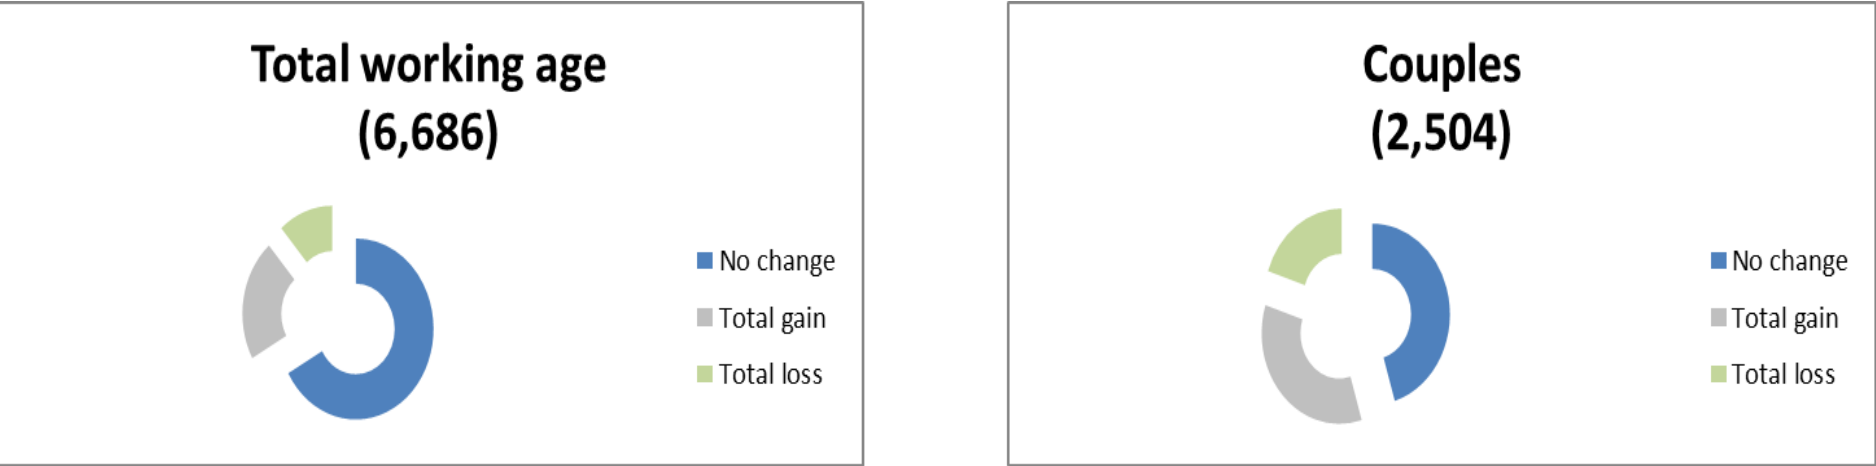 Total working age
(6,686)
No change
Total gain
Total loss
Couples
(2,504)
No change
Total gain
Total loss